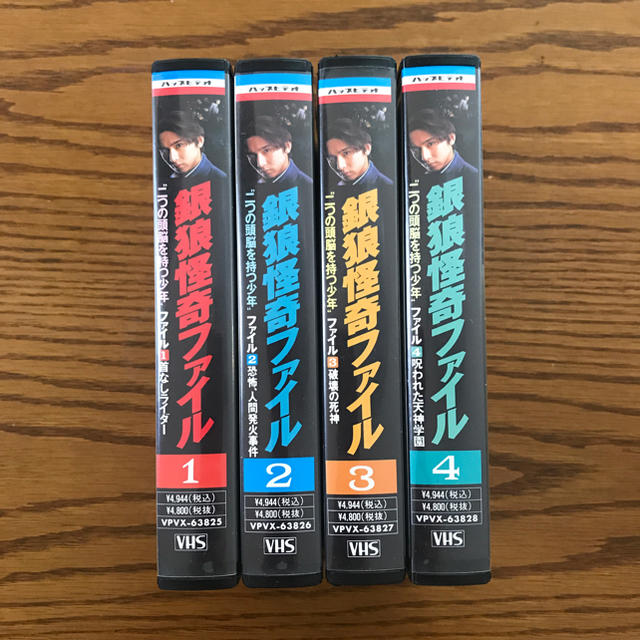 バップビデオ
銀狼怪奇ファイル
"二つの頭脳を持つ少年" ファイル1 首なしライダー
1
¥4,944(税込)
¥4,800(税抜)
VPVX-63825
VHS
バップビデオ
銀狼怪奇ファイル
"二つの頭脳を持つ少年" ファイル2 恐怖、人間発火事件
2
¥4,944(税込)
¥4,800(税抜)
VPVX-63826
VHS
バップビデオ
銀狼怪奇ファイル
"二つの頭脳を持つ少年" ファイル3 破壊の死神
3
¥4,944(税込)
¥4,800(税抜)
VPVX-63827
VHS
バップビデオ
銀狼怪奇ファイル
"二つの頭脳を持つ少年" ファイル4 呪われた天神学園
4
¥4,944(税込)
¥4,800(税抜)
VPVX-63828
VHS